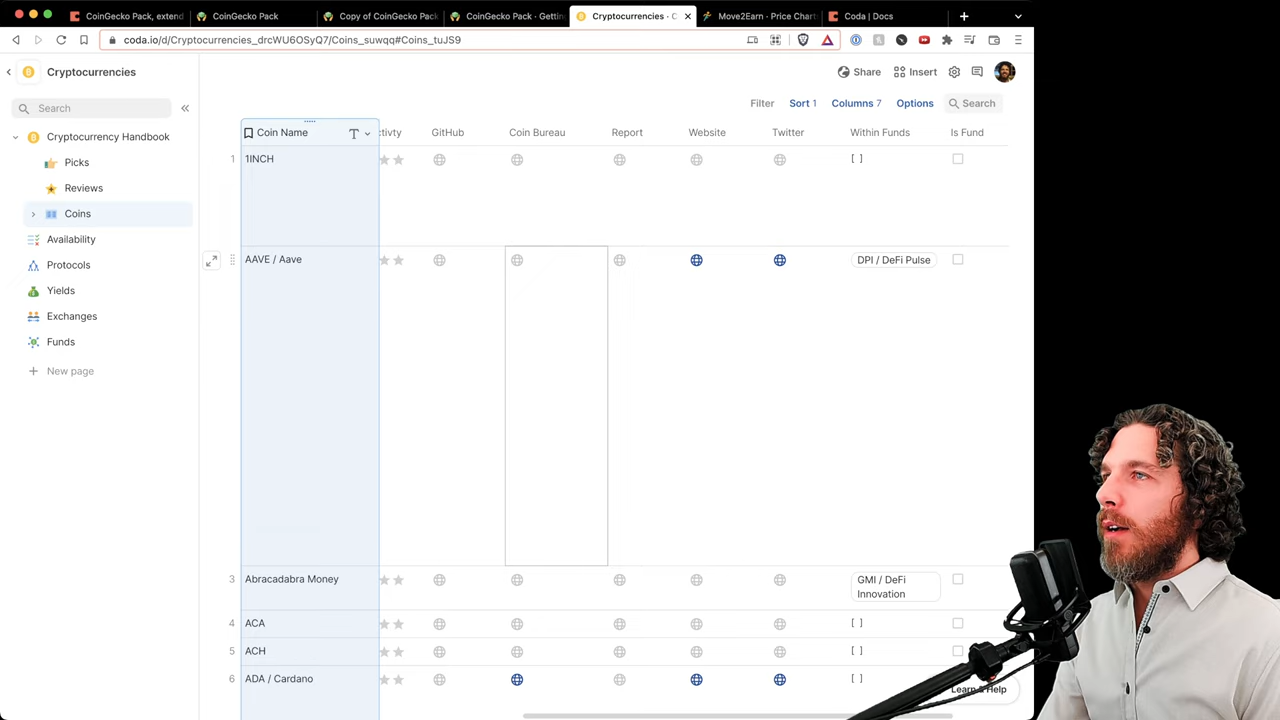 CoinGecko Pack, extend
CoinGecko Pack
Copy of CoinGecko Pack
CoinGecko Pack · Getti
Cryptocurrencies · C
Move2Earn · Price Chart
Coda | Docs
coda.io/d/Cryptocurrencies_drcWU6OSyQ7/Coins_suwqq#Coins_tuJS9
Cryptocurrencies
Share
Insert
Search
Filter
Sort 1
Columns 7
Options
Search
Cryptocurrency Handbook
Picks
Reviews
Coins
Availability
Protocols
Yields
Exchanges
Funds
New page
Coin Name
ctivty
GitHub
Coin Bureau
Report
Website
Twitter
Within Funds
Is Fund
1 1INCH [ ]
AAVE / Aave DPI / DeFi Pulse
3 Abracadabra Money GMI / DeFi
Innovation
4 ACA [ ]
5 ACH [ ]
6 ADA / Cardano [ ]
Learn & Help